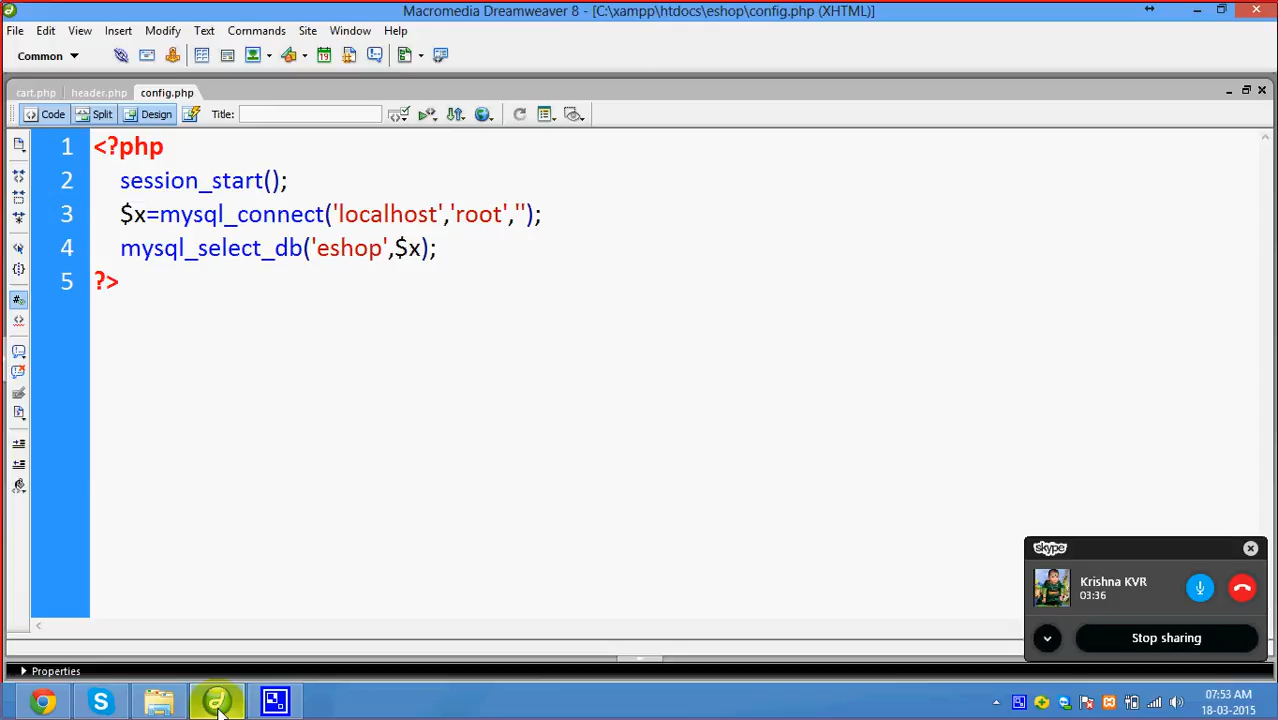 Macromedia Dreamweaver 8 - [C:\xampp\htdocs\eshop\config.php (XHTML)]
File Edit View Insert Modify Text Commands Site Window Help
Common
cart.php header.php config.php
Code Split Design Title:
1 <?php
2 session_start();
3 $x=mysql_connect('localhost','root','');
4 mysql_select_db('eshop',$x);
5 ?>
skype
Krishna KVR
03:36
Stop sharing
Properties
07:53 AM
18-03-2015